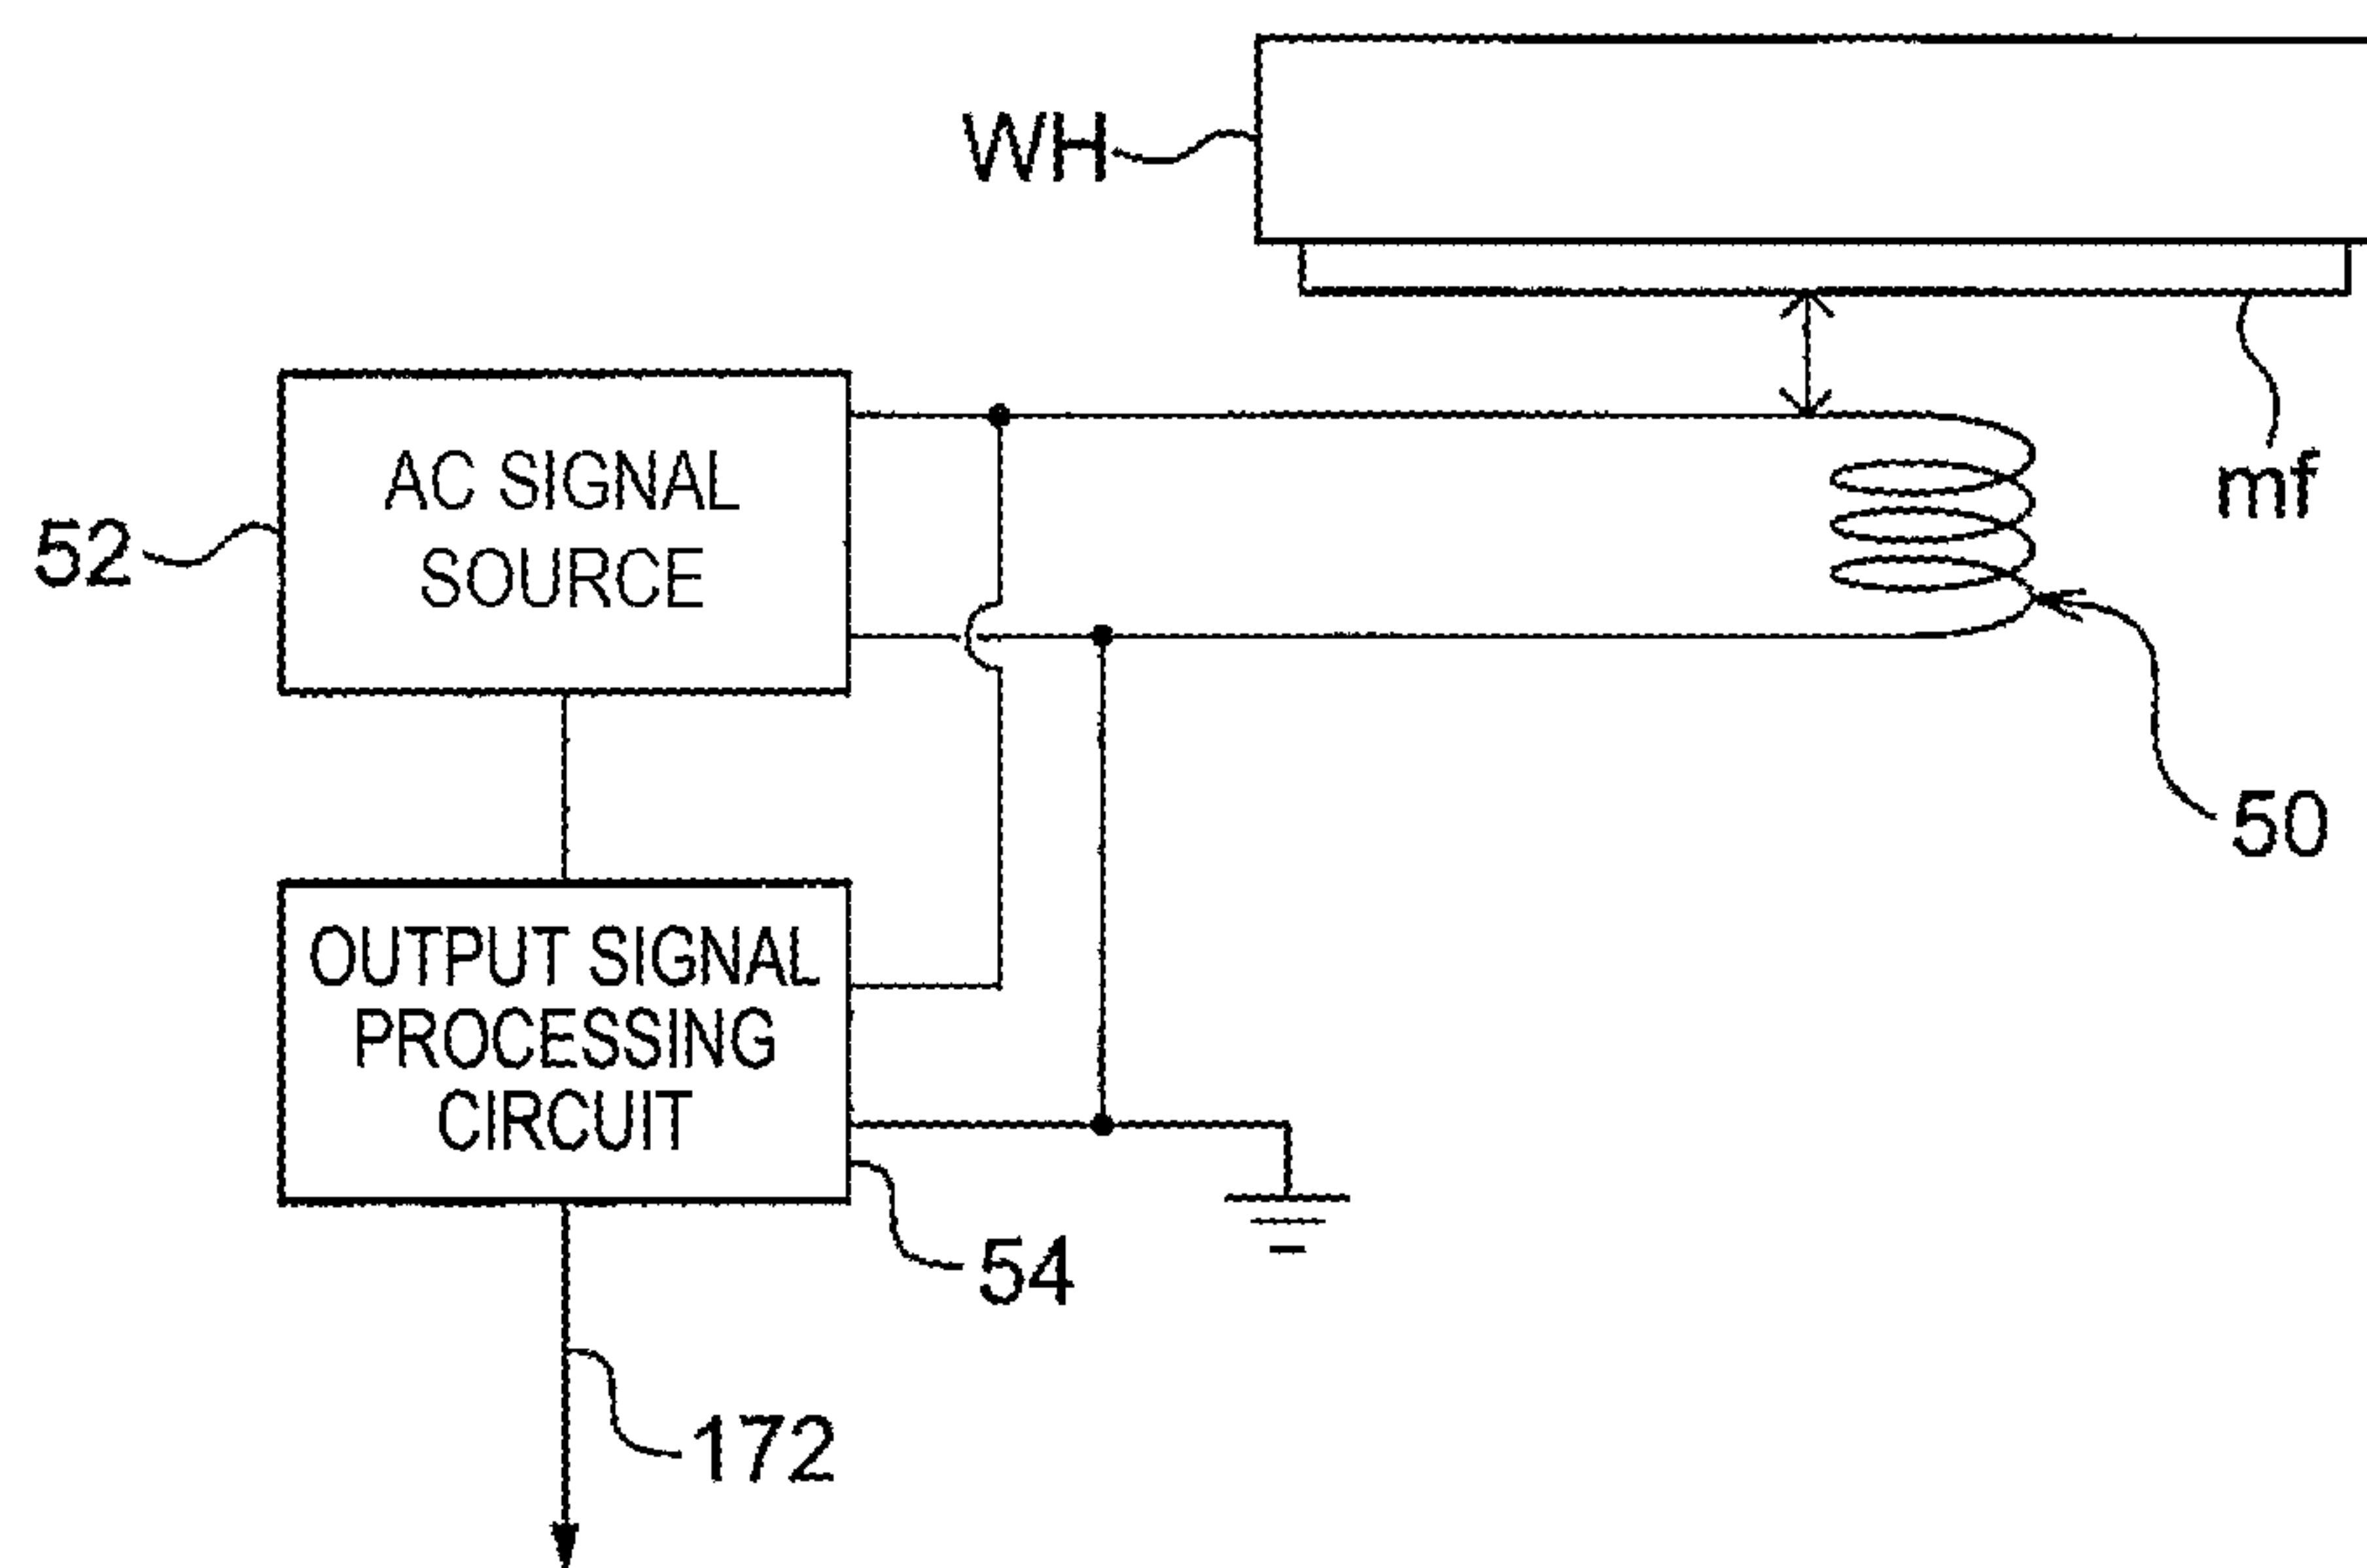 WH
AC SIGNAL
SOURCE
52
mf
50
OUTPUT SIGNAL
PROCESSING
CIRCUIT
54
172